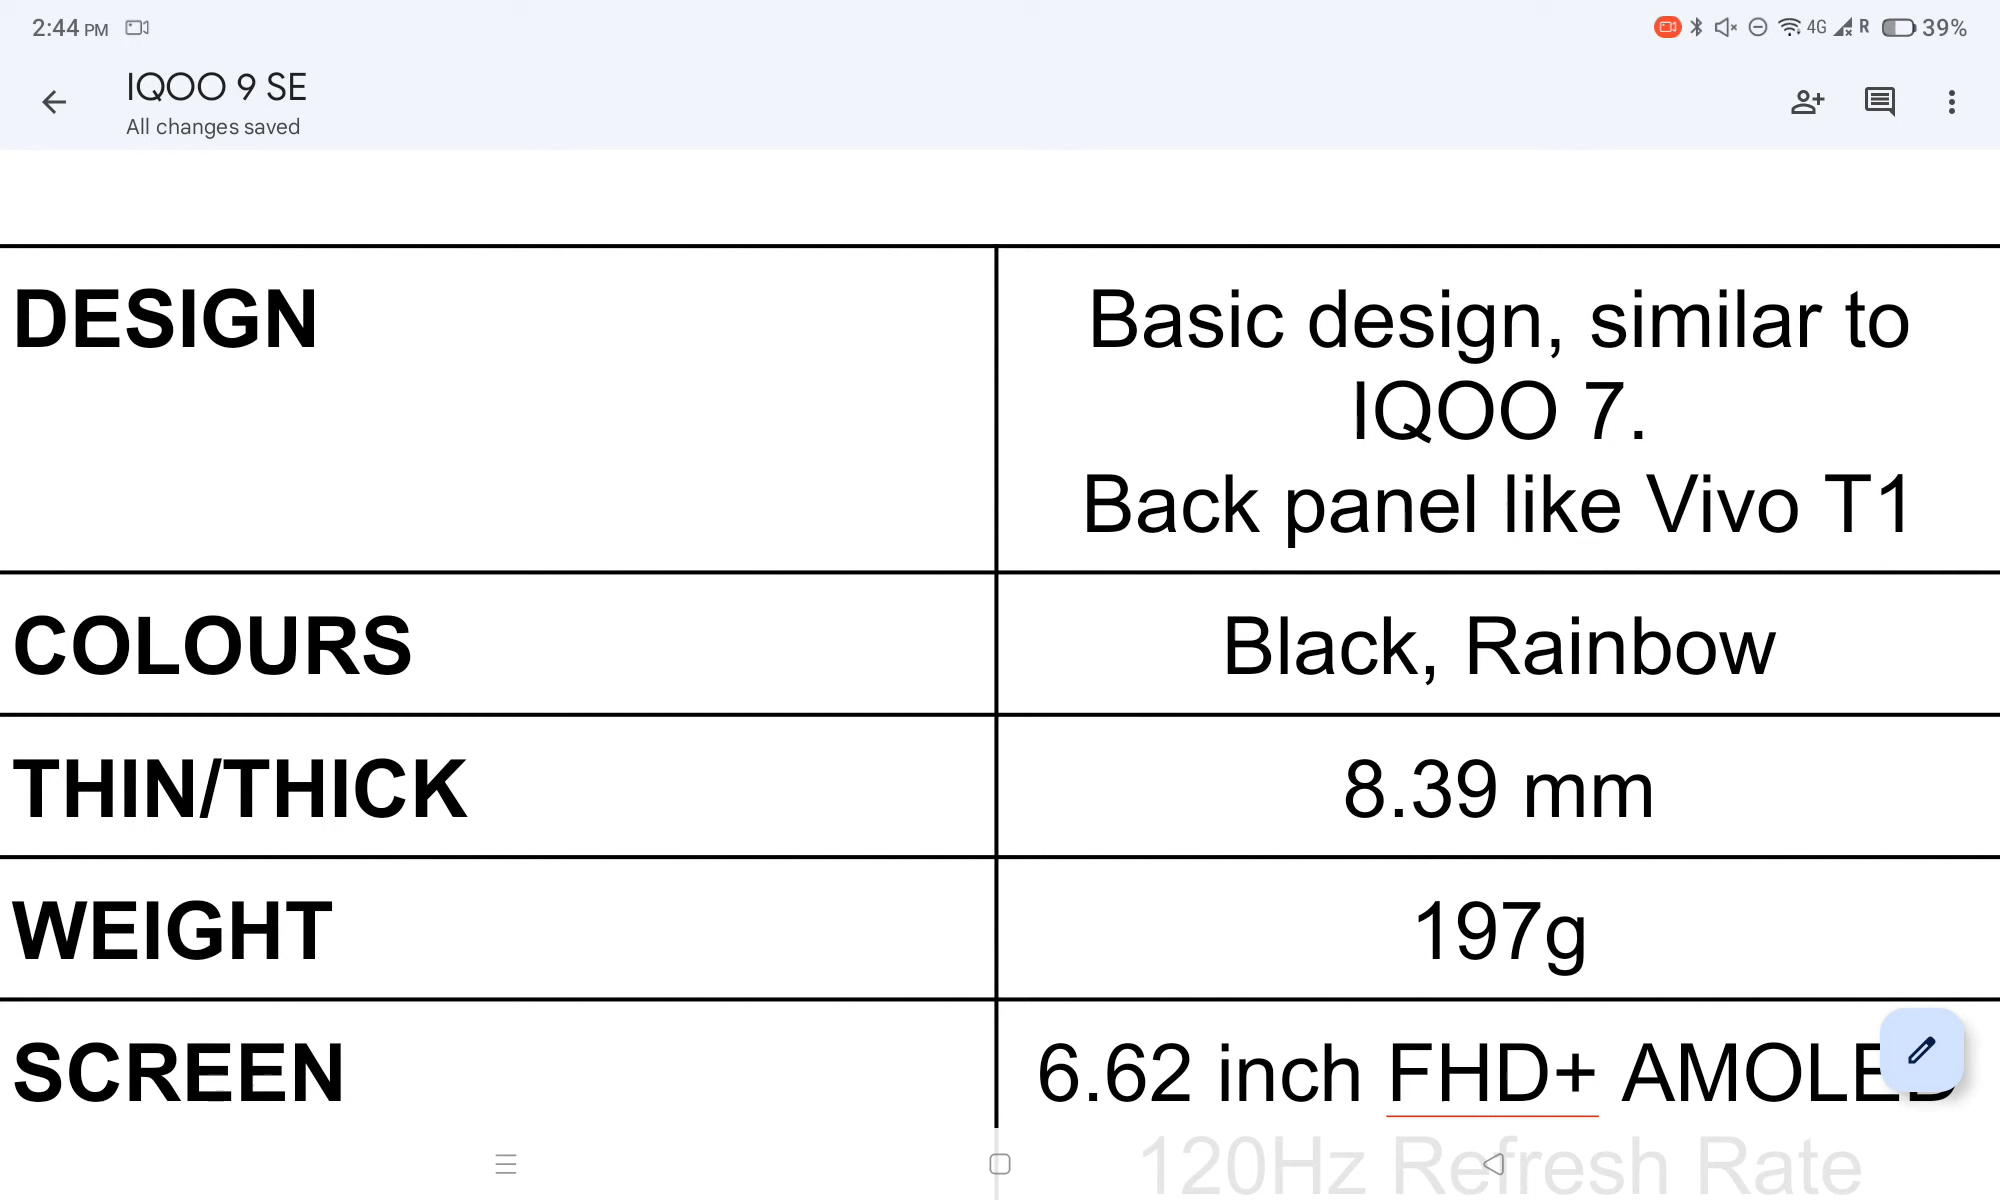 2:44 PM
4G R 39%
IQOO 9 SE
All changes saved
DESIGN
Basic design, similar to
IQOO 7.
Back panel like Vivo T1
COLOURS
Black, Rainbow
THIN/THICK
8.39 mm
WEIGHT
197g
SCREEN
6.62 inch FHD+ AMOLED
120Hz Refresh Rate